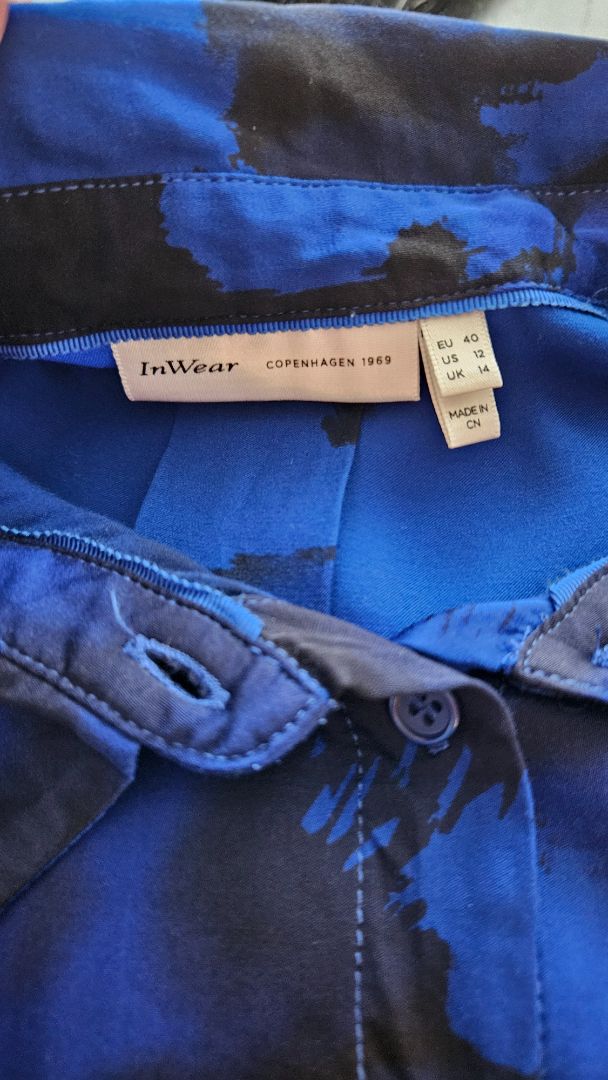 InWear COPENHAGEN 1969
EU 40
US 12
UK 14
MADE IN
CN